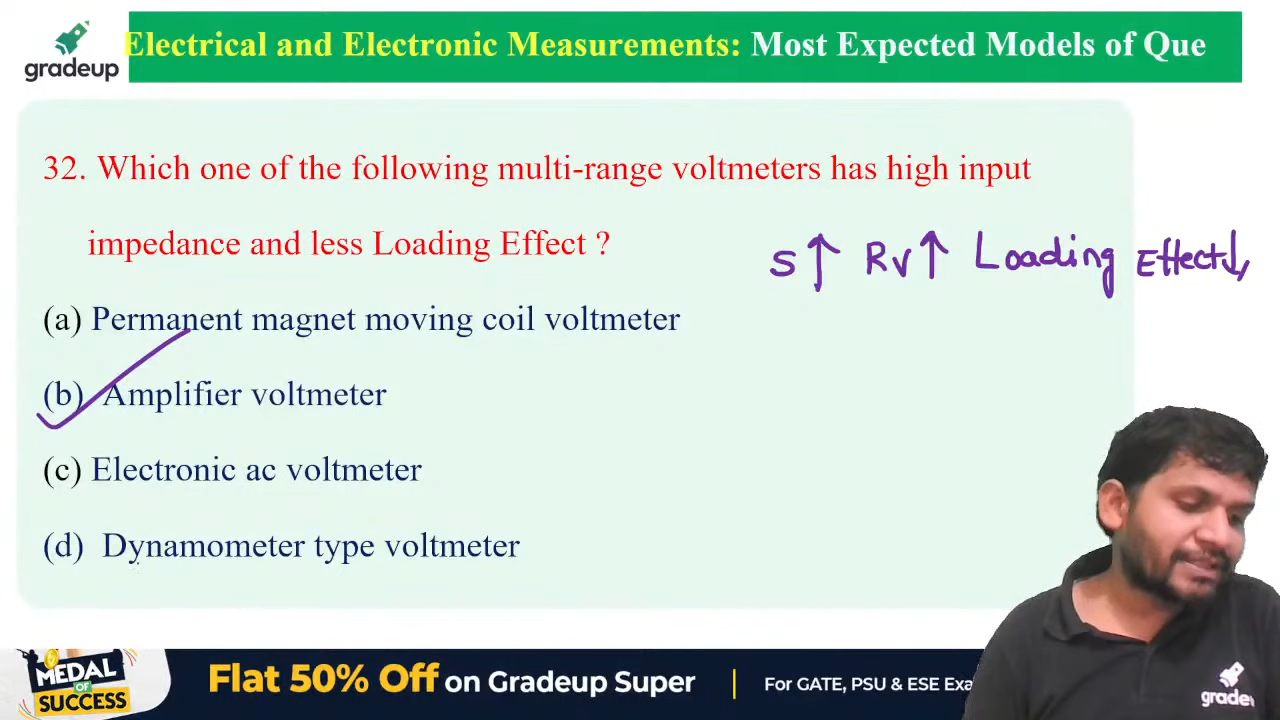 gradeup
Electrical and Electronic Measurements: Most Expected Models of Que
32. Which one of the following multi-range voltmeters has high input
impedance and less Loading Effect ?
S↑ Rv↑ Loading Effect↓
(a) Permanent magnet moving coil voltmeter
(b) Amplifier voltmeter
(c) Electronic ac voltmeter
(d) Dynamometer type voltmeter
MEDAL
OF
SUCCESS
Flat 50% Off on Gradeup Super
For GATE, PSU & ESE Exa
gradeu